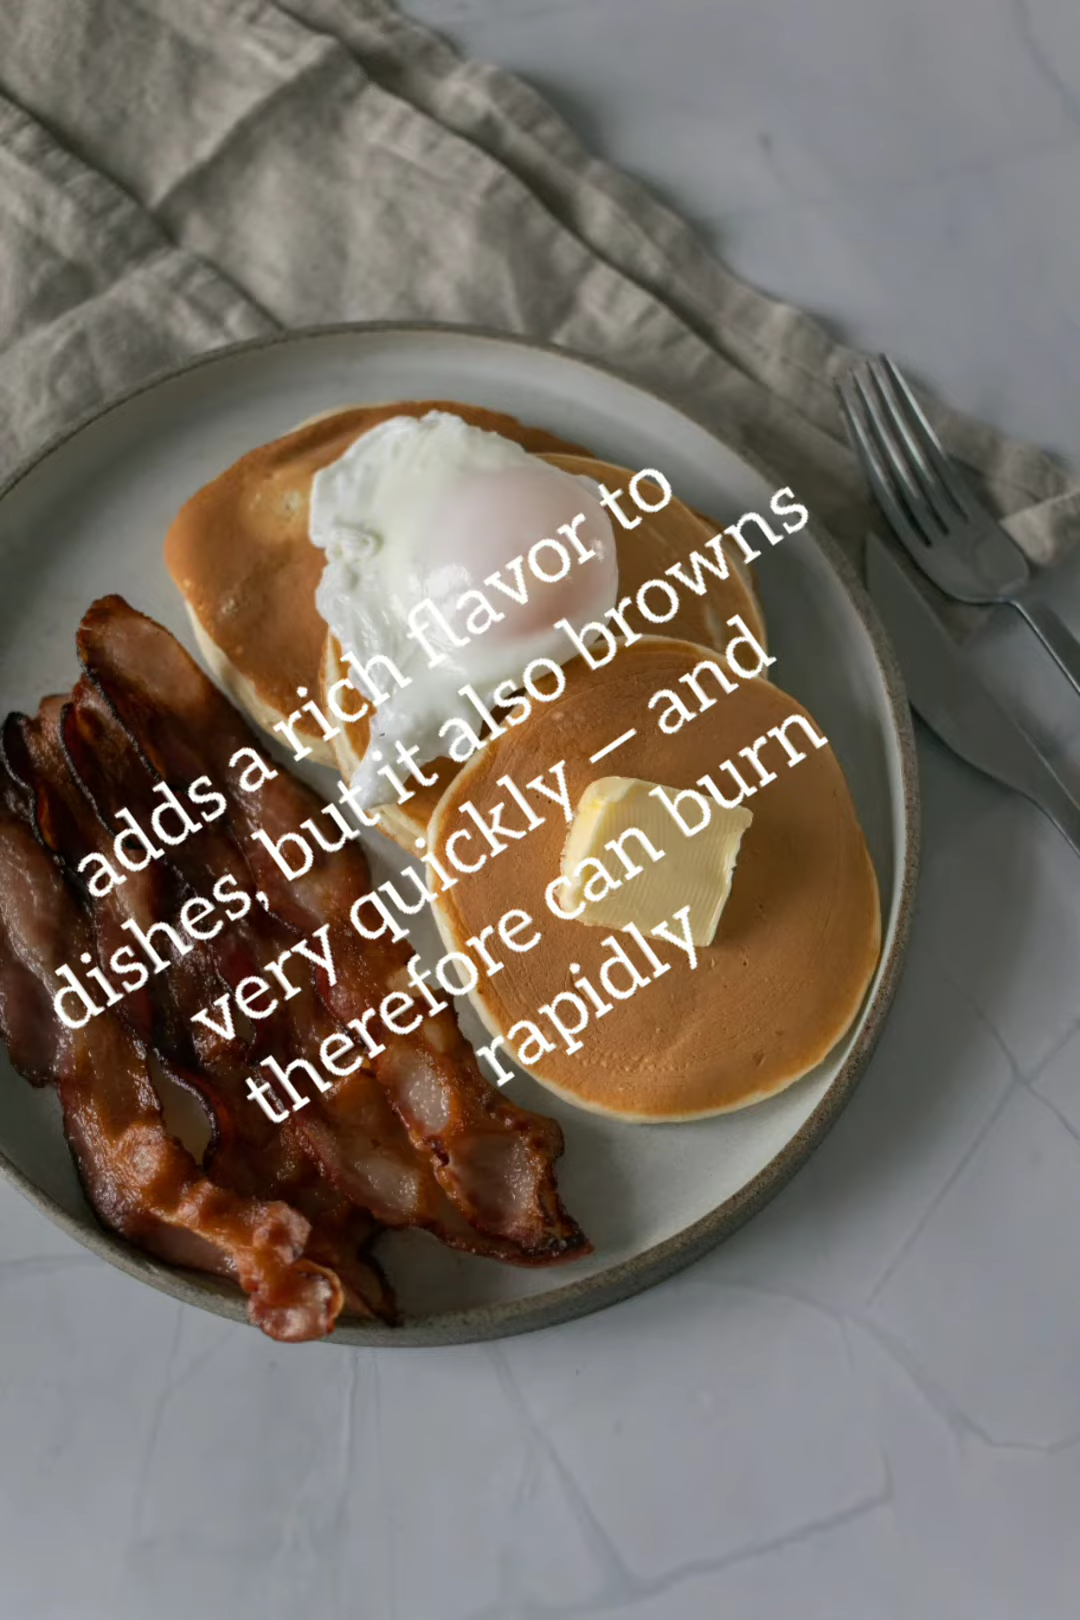 adds a rich flavor to
dishes, but it also browns
very quickly — and
therefore can burn
rapidly